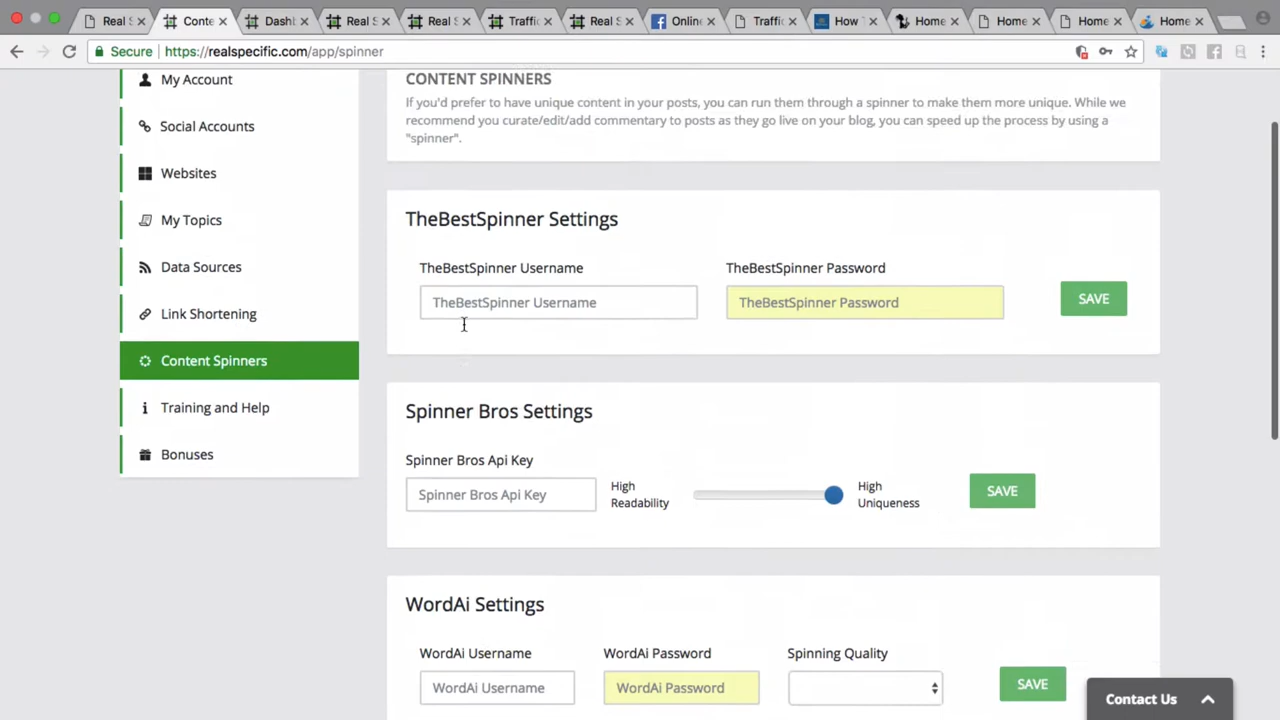 Real S
Conte
Dashb
Real S
Real S
Traffic
Real S
Online
Traffic
How T
Home
Home
Home
Home
Secure https://realspecific.com/app/spinner
My Account
Social Accounts
Websites
My Topics
Data Sources
Link Shortening
Content Spinners
Training and Help
Bonuses
CONTENT SPINNERS
If you'd prefer to have unique content in your posts, you can run them through a spinner to make them more unique. While we
recommend you curate/edit/add commentary to posts as they go live on your blog, you can speed up the process by using a
"spinner".
TheBestSpinner Settings
TheBestSpinner Username
TheBestSpinner Password
TheBestSpinner Username
TheBestSpinner Password
SAVE
Spinner Bros Settings
Spinner Bros Api Key
Spinner Bros Api Key
High
Readability
High
Uniqueness
SAVE
WordAi Settings
WordAi Username
WordAi Password
Spinning Quality
WordAi Username
WordAi Password
SAVE
Contact Us